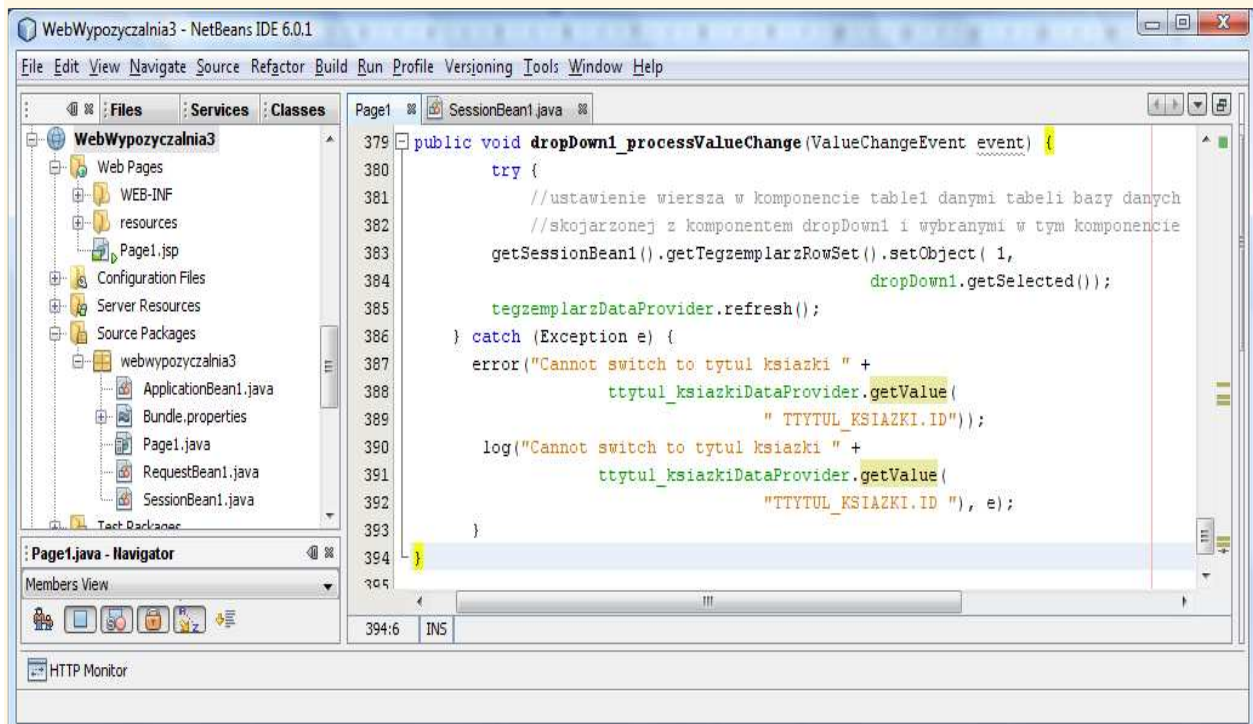 WebWypozyczalnia3 - NetBeans IDE 6.0.1
File Edit View Navigate Source Refactor Build Run Profile Versioning Tools Window Help
Files Services Classes
WebWypozyczalnia3
Web Pages
WEB-INF
resources
Page1.jsp
Configuration Files
Server Resources
Source Packages
webwypozyczalnia3
ApplicationBean1.java
Bundle.properties
Page1.java
RequestBean1.java
SessionBean1.java
Test Packages
Page1.java - Navigator
Members View
Page1 SessionBean1.java
379 public void dropDown1_processValueChange(ValueChangeEvent event) {
380 try {
381 //ustawienie wiersza w komponencie table1 danymi tabeli bazy danych
382 //skojarzonej z komponentem dropDown1 i wybranymi w tym komponencie
383 getSessionBean1().getTegzemplarzRowSet().setObject( 1,
384 dropDown1.getSelected());
385 tegzemplarzDataProvider.refresh();
386 } catch (Exception e) {
387 error("Cannot switch to tytul ksiazki " +
388 ttytul_ksiazkiDataProvider.getValue(
389 " TTYTUL_KSIAZKI.ID"));
390 log("Cannot switch to tytul ksiazki " +
391 ttytul_ksiazkiDataProvider.getValue(
392 "TTYTUL_KSIAZKI.ID "), e);
393 }
394 }
395
394:6 INS
HTTP Monitor